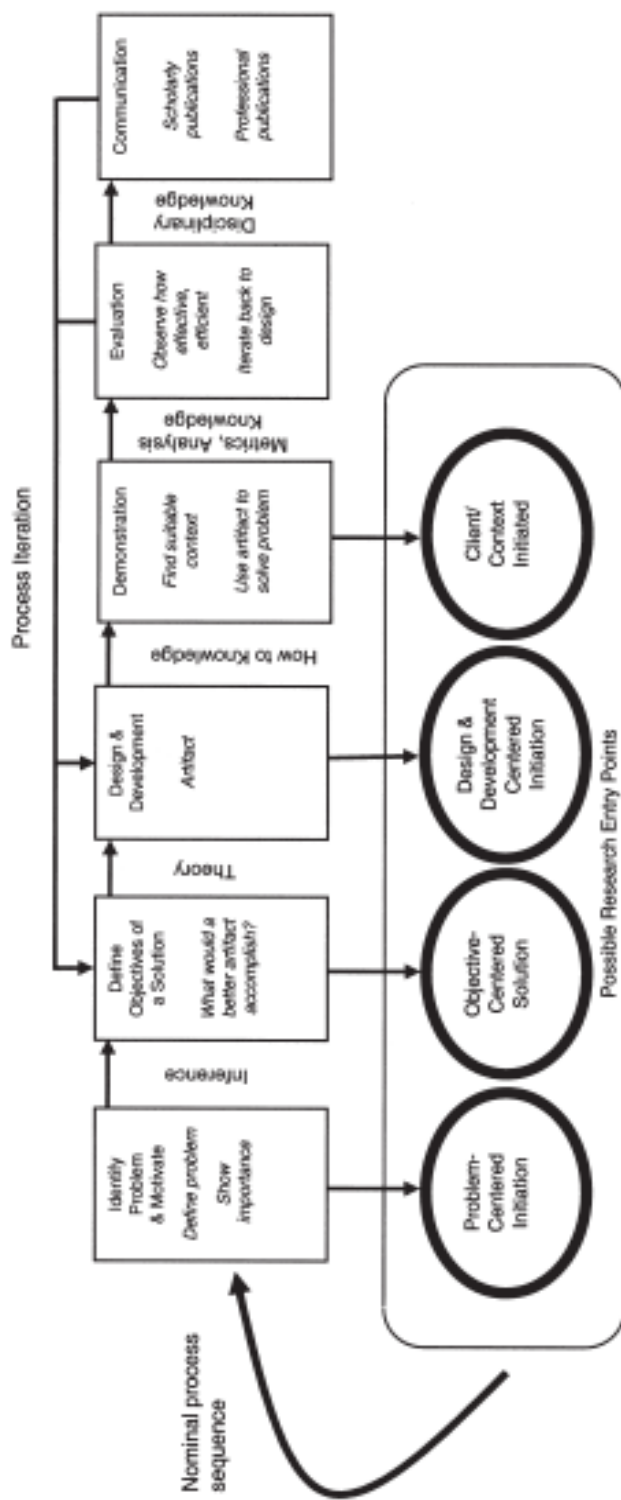 Process Iteration
Nominal process
sequence
Identify
Problem
& Motivate
Define problem
Show
importance
Inference
Define
Objectives of
a Solution
What would a
better artifact
accomplish?
Theory
Design &
Development
Artifact
How to Knowledge
Demonstration
Find suitable
context
Use artifact to
solve problem
Metrics, Analysis
Knowledge
Evaluation
Observe how
effective,
efficient
Iterate back to
design
Disciplinary
Knowledge
Communication
Scholarly
publications
Professional
publications
Problem-
Centered
Initiation
Objective-
Centered
Solution
Design &
Development
Centered
Initiation
Client/
Context
Initiated
Possible Research Entry Points